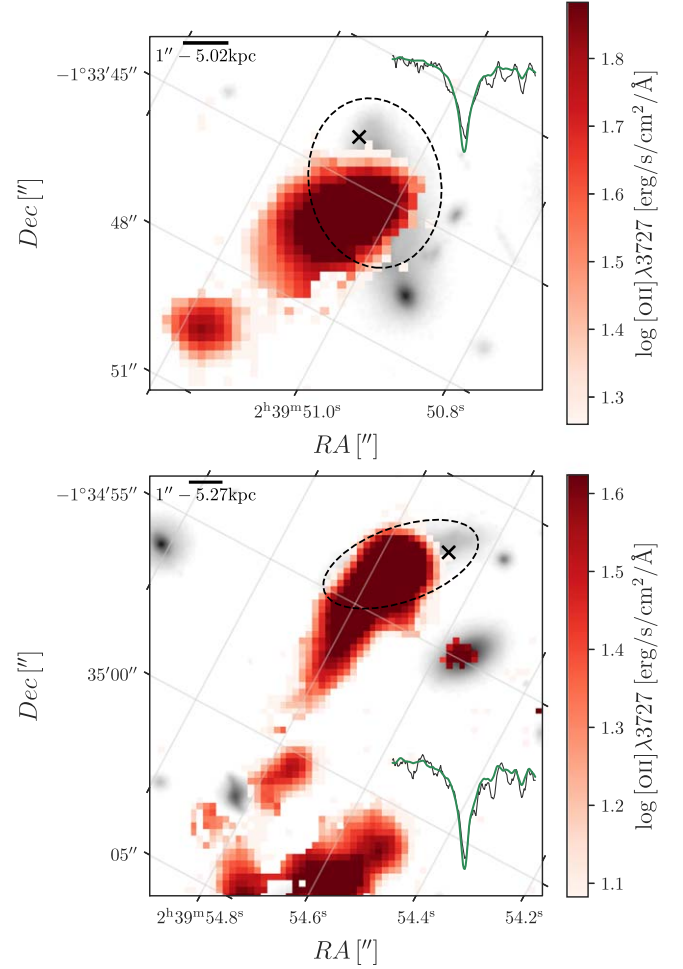 1″ − 5.02kpc
−1°33′45″
48″
51″
Dec [″]
2ʰ39ᵐ51.0ˢ
50.8ˢ
RA [″]
1.8
1.7
1.6
1.5
1.4
1.3
log [OII]λ3727 [erg/s/cm²/Å]
1″ − 5.27kpc
−1°34′55″
35′00″
05″
Dec [″]
2ʰ39ᵐ54.8ˢ
54.6ˢ
54.4ˢ
54.2ˢ
RA [″]
1.6
1.5
1.4
1.3
1.2
1.1
log [OII]λ3727 [erg/s/cm²/Å]